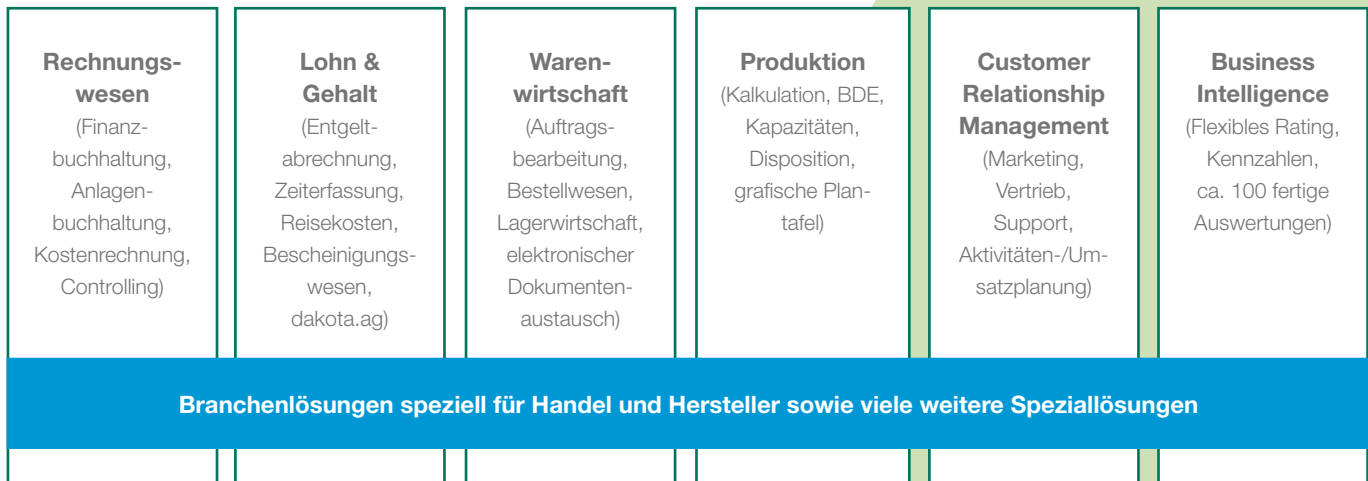 Rechnungs-
wesen
(Finanz-
buchhaltung,
Anlagen-
buchhaltung,
Kostenrechnung,
Controlling)
Lohn &
Gehalt
(Entgelt-
abrechnung,
Zeiterfassung,
Reisekosten,
Bescheinigungs-
wesen,
dakota.ag)
Waren-
wirtschaft
(Auftrags-
bearbeitung,
Bestellwesen,
Lagerwirtschaft,
elektronischer
Dokumenten-
austausch)
Produktion
(Kalkulation, BDE,
Kapazitäten,
Disposition,
grafische Plan-
tafel)
Customer
Relationship
Management
(Marketing,
Vertrieb,
Support,
Aktivitäten-/Um-
satzplanung)
Business
Intelligence
(Flexibles Rating,
Kennzahlen,
ca. 100 fertige
Auswertungen)
Branchenlösungen speziell für Handel und Hersteller sowie viele weitere Speziallösungen